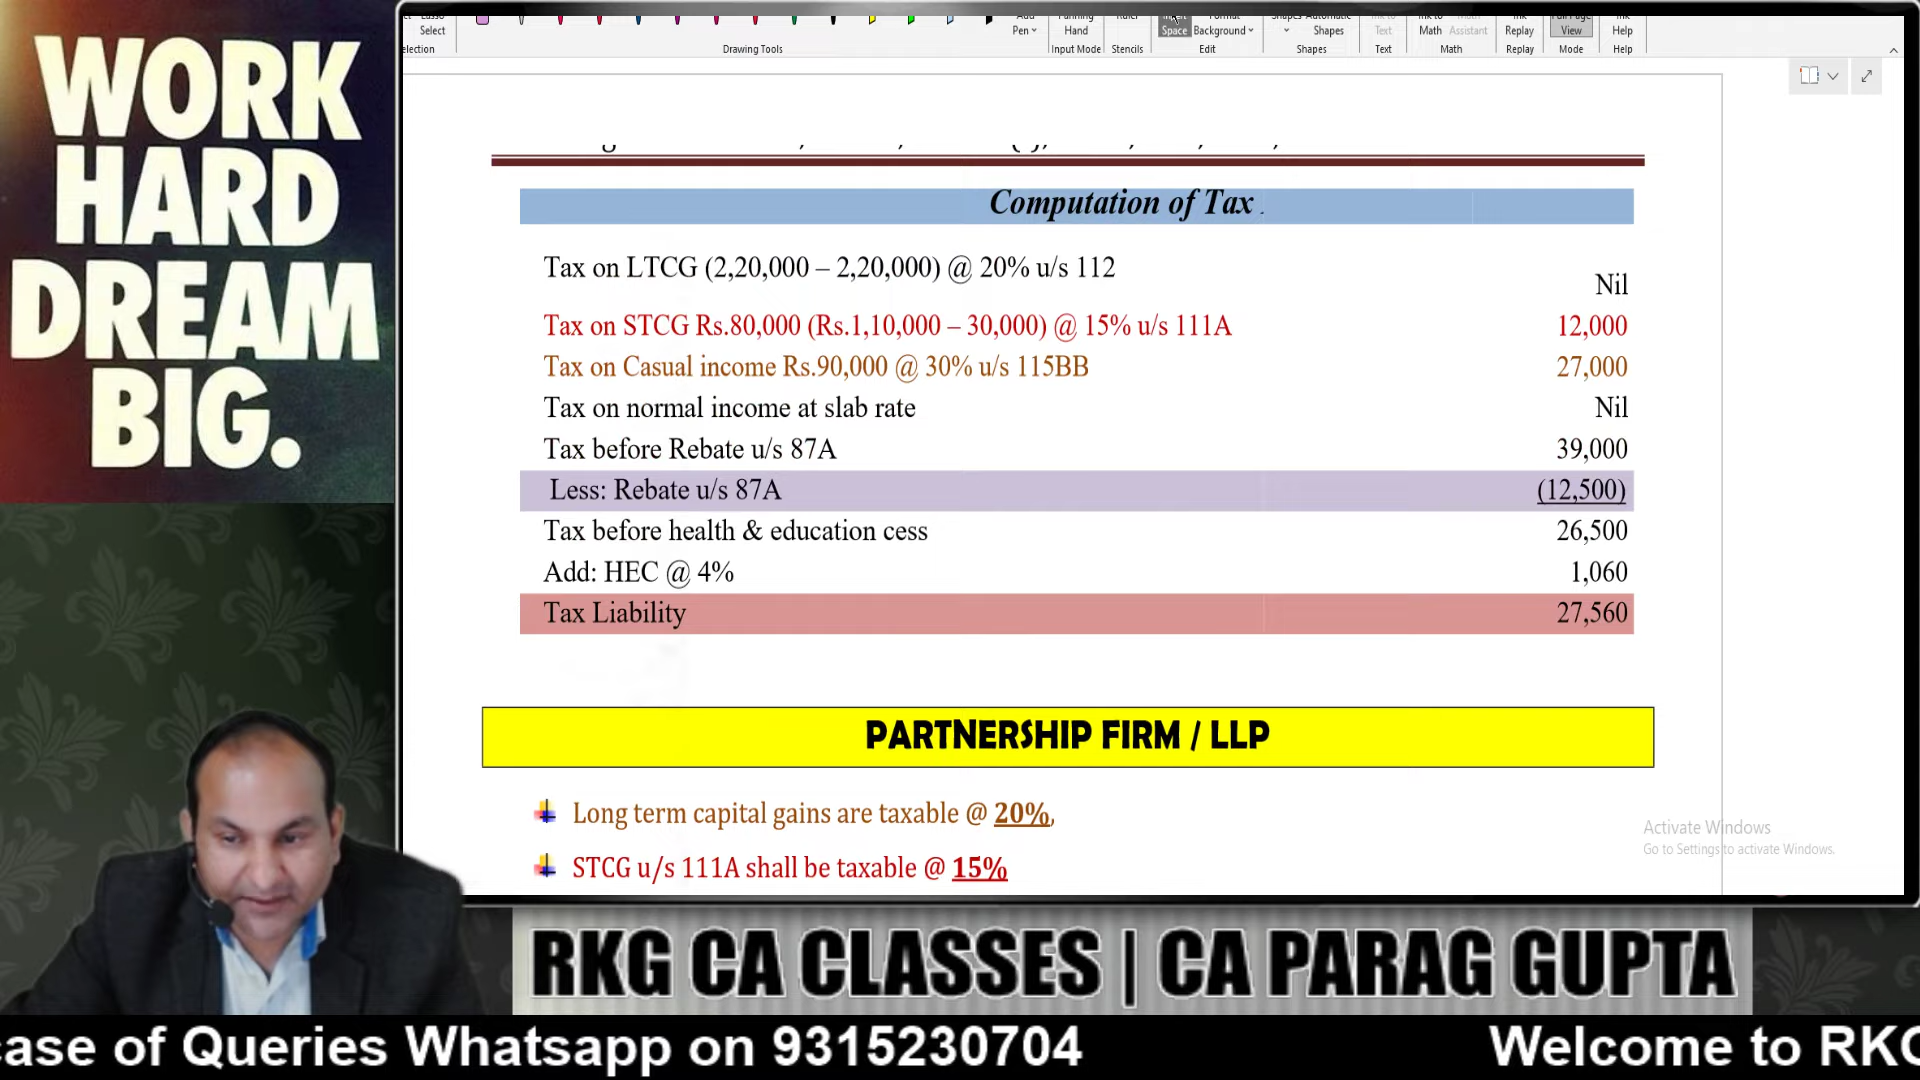 WORK
HARD
DREAM
BIG.
Select
Pen
Hand
Space
Background
Shapes
Text
Math Assistant
Replay
View
Help
Drawing Tools
Input Mode
Stencils
Edit
Shapes
Text
Math
Replay
Mode
Help
Computation of Tax .
Tax on LTCG (2,20,000 – 2,20,000) @ 20% u/s 112
Nil
Tax on STCG Rs.80,000 (Rs.1,10,000 – 30,000) @ 15% u/s 111A 12,000
Tax on Casual income Rs.90,000 @ 30% u/s 115BB 27,000
Tax on normal income at slab rate Nil
Tax before Rebate u/s 87A 39,000
Less: Rebate u/s 87A (12,500)
Tax before health & education cess 26,500
Add: HEC @ 4% 1,060
Tax Liability 27,560
PARTNERSHIP FIRM / LLP
Long term capital gains are taxable @ 20%,
STCG u/s 111A shall be taxable @ 15%
Activate Windows
Go to Settings to activate Windows.
RKG CA CLASSES | CA PARAG GUPTA
case of Queries Whatsapp on 9315230704 Welcome to RKG